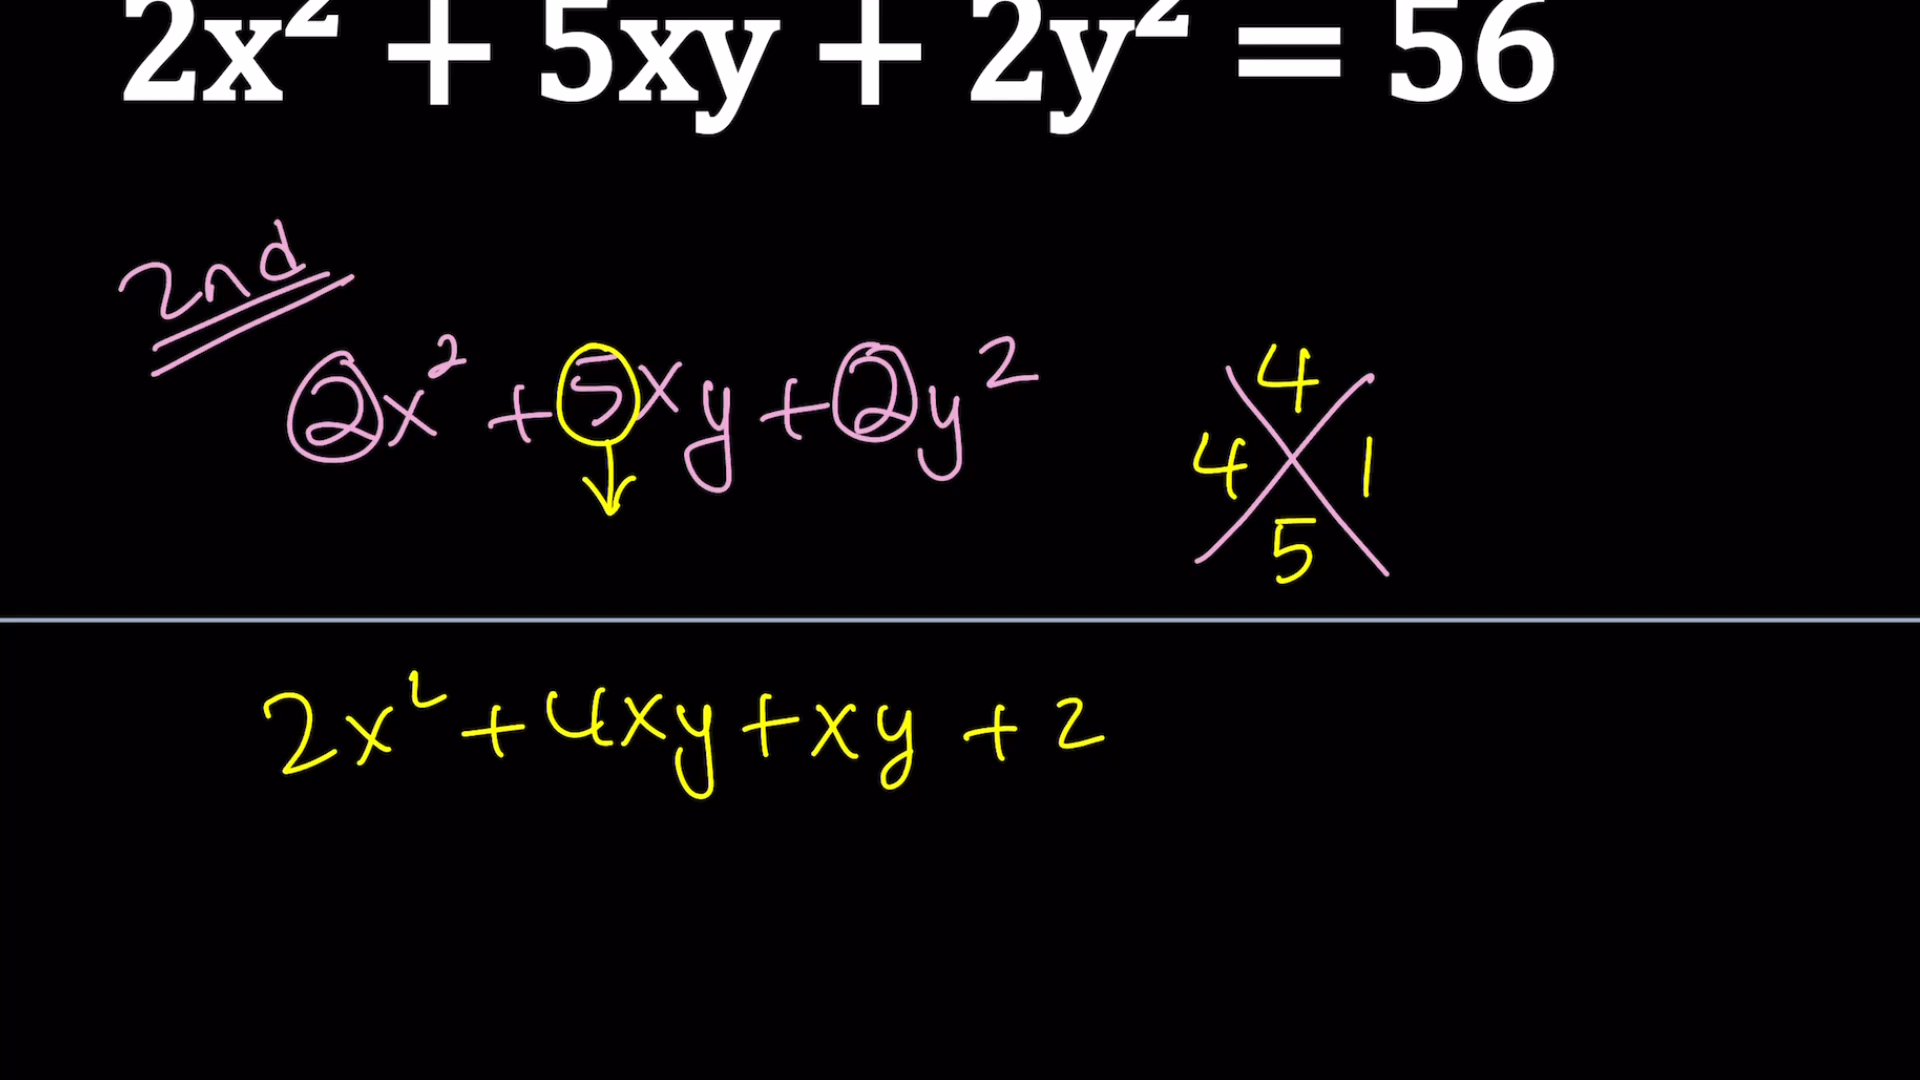 2x² + 5xy + 2y² = 56
2nd
2x² + 5xy + 2y²
4
4 1
5
2x² + 4xy + xy + 2